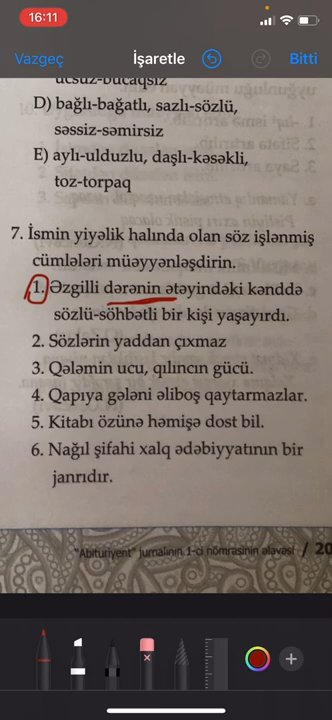 16:11
Vazgeç İşaretle Bitti
ucsuz-bucaqsız
D) bağlı-bağatlı, sazlı-sözlü,
səssiz-səmirsiz
E) aylı-ulduzlu, daşlı-kəsəkli,
toz-torpaq
7. İsmin yiyəlik halında olan söz işlənmiş
cümlələri müəyyənləşdirin.
1. Əzgilli dərənin ətəyindəki kənddə
sözlü-söhbətli bir kişi yaşayırdı.
2. Sözlərin yaddan çıxmaz
3. Qələmin ucu, qılıncın gücü.
4. Qapıya gələni əliboş qaytarmazlar.
5. Kitabı özünə həmişə dost bil.
6. Nağıl şifahi xalq ədəbiyyatının bir
janrıdır.
"Abituriyent" jurnalının 1-ci nömrəsinin əlavəsi / 20